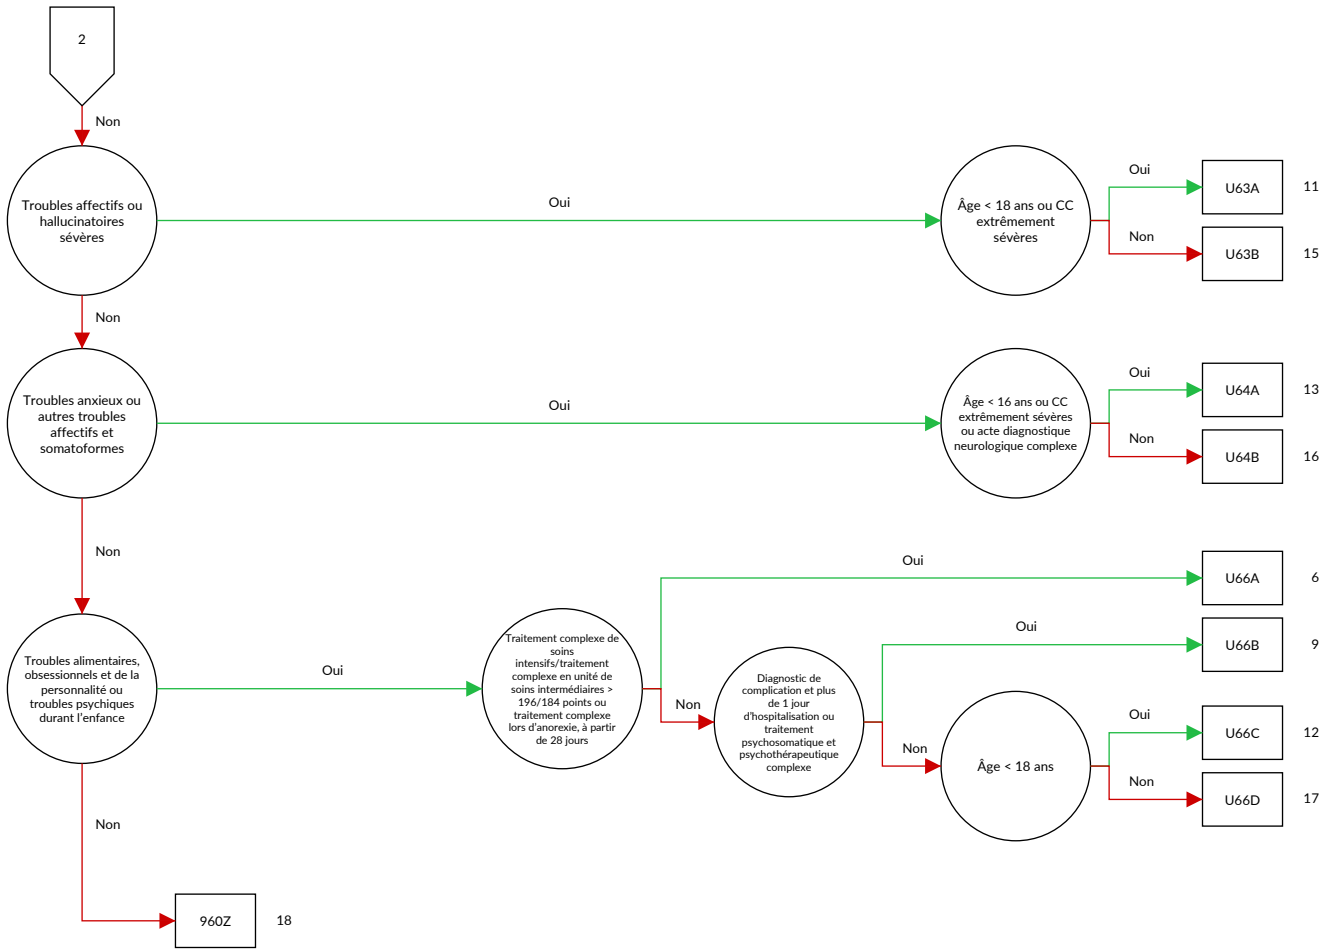 2
Non
Troubles affectifs ou
hallucinatoires
sévères
Oui
Âge < 18 ans ou CC
extrêmement
sévères
Oui
U63A
11
Non
U63B
15
Non
Troubles anxieux ou
autres troubles
affectifs et
somatoformes
Oui
Âge < 16 ans ou CC
extrêmement sévères
ou acte diagnostique
neurologique complexe
Oui
U64A
13
Non
U64B
16
Non
Troubles alimentaires,
obsessionnels et de la
personnalité ou
troubles psychiques
durant l'enfance
Oui
Traitement complexe de
soins
intensifs/traitement
complexe en unité de
soins intermédiaires >
196/184 points ou
traitement complexe
lors d'anorexie, à partir
de 28 jours
Oui
U66A
6
Non
Diagnostic de
complication et plus
de 1 jour
d'hospitalisation ou
traitement
psychosomatique et
psychothérapeutique
complexe
Oui
U66B
9
Non
Âge < 18 ans
Oui
U66C
12
Non
U66D
17
Non
960Z
18